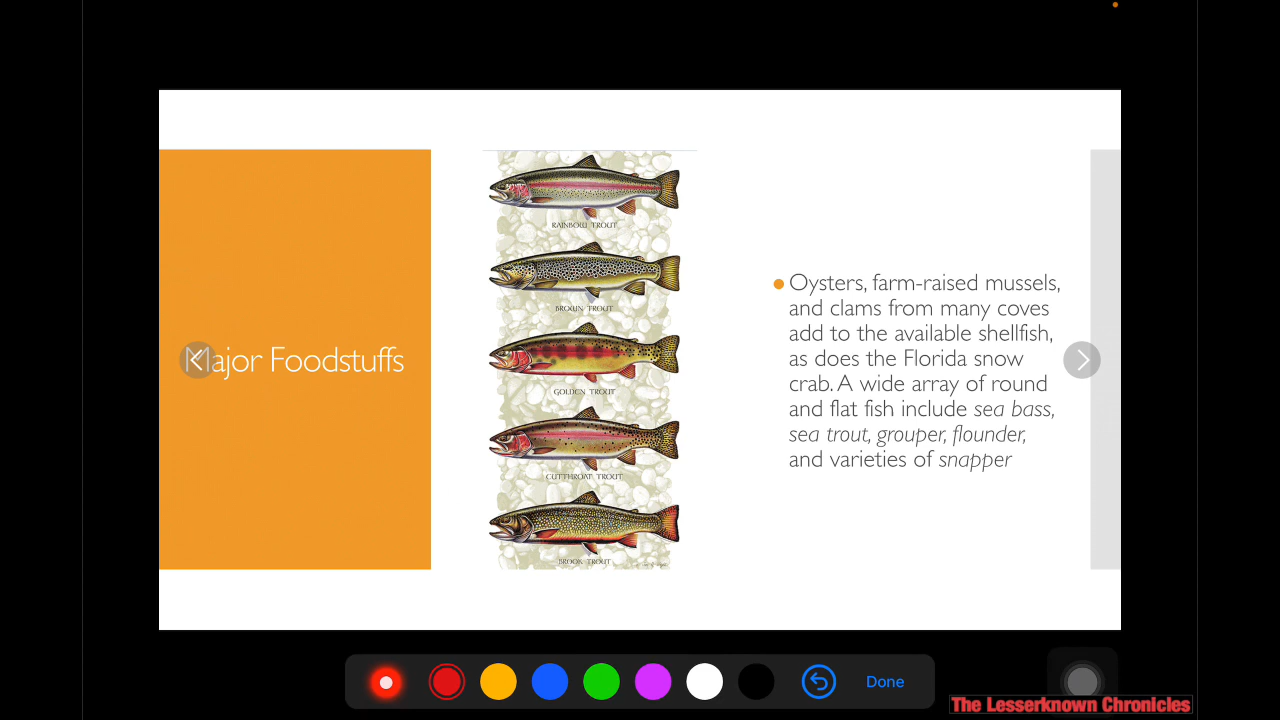 Major Foodstuffs
RAINBOW TROUT
BROWN TROUT
GOLDEN TROUT
CUTTHROAT TROUT
BROOK TROUT
Oysters, farm-raised mussels,
and clams from many coves
add to the available shellfish,
as does the Florida snow
crab. A wide array of round
and flat fish include sea bass,
sea trout, grouper, flounder,
and varieties of snapper
Done
The Lesserknown Chronicles